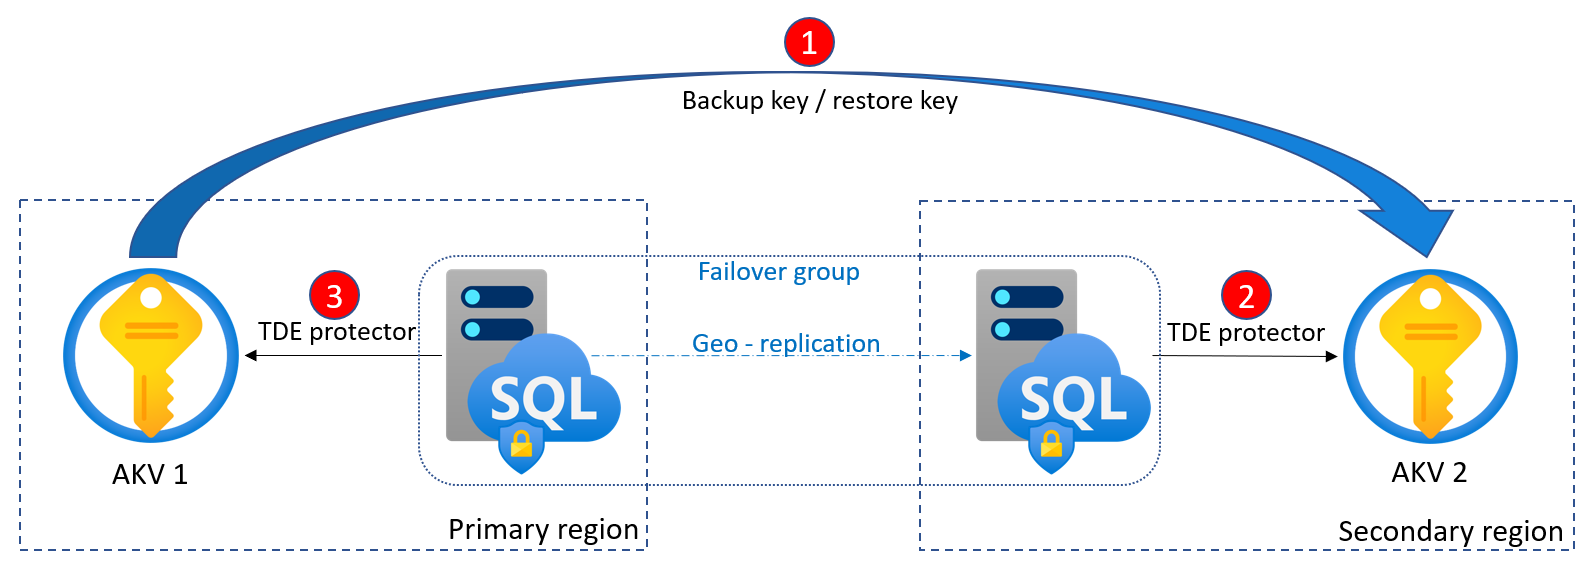 1
Backup key / restore key
Failover group
3
2
TDE protector
TDE protector
Geo - replication
SQL
SQL
AKV 1
AKV 2
Primary region
Secondary region